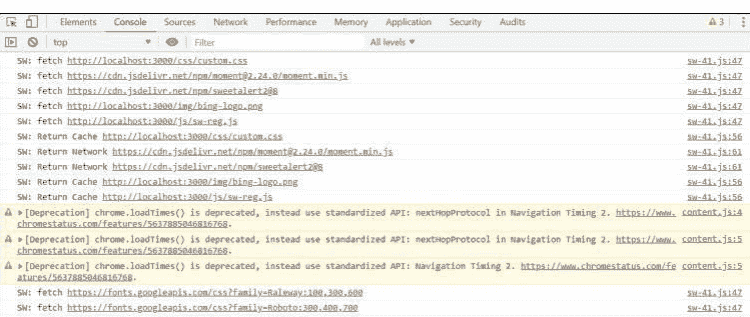 Elements Console Sources Network Performance Memory Application Security Audits 3
top Filter All levels
SW: fetch http://localhost:3000/css/custom.css sw-41.js:47
SW: fetch https://cdn.jsdelivr.net/npm/moment@2.24.0/moment.min.js sw-41.js:47
SW: fetch https://cdn.jsdelivr.net/npm/sweetalert2@8 sw-41.js:47
SW: fetch http://localhost:3000/img/bing-logo.png sw-41.js:47
SW: fetch http://localhost:3000/js/sw-reg.js sw-41.js:47
SW: Return Cache http://localhost:3000/css/custom.css sw-41.js:56
SW: Return Network https://cdn.jsdelivr.net/npm/moment@2.24.0/moment.min.js sw-41.js:61
SW: Return Network https://cdn.jsdelivr.net/npm/sweetalert2@8 sw-41.js:61
SW: Return Cache http://localhost:3000/img/bing-logo.png sw-41.js:56
SW: Return Cache http://localhost:3000/js/sw-reg.js sw-41.js:56
[Deprecation] chrome.loadTimes() is deprecated, instead use standardized API: nextHopProtocol in Navigation Timing 2. https://www. content.js:4
chromestatus.com/features/5637885046816768.
[Deprecation] chrome.loadTimes() is deprecated, instead use standardized API: nextHopProtocol in Navigation Timing 2. https://www. content.js:5
chromestatus.com/features/5637885046816768.
[Deprecation] chrome.loadTimes() is deprecated, instead use standardized API: Navigation Timing 2. https://www.chromestatus.com/fe content.js:5
atures/5637885046816768.
SW: fetch https://fonts.googleapis.com/css?family=Raleway:100,300,600 sw-41.js:47
SW: fetch https://fonts.googleapis.com/css?family=Roboto:300,400,700 sw-41.js:47